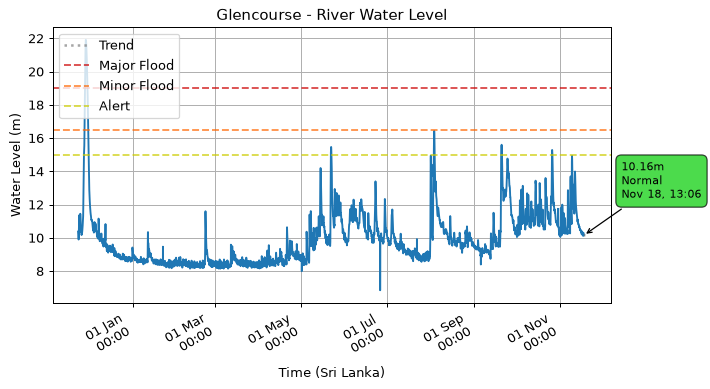 Glencourse - River Water Level
Water Level (m)
22
20
18
16
14
12
10
8
Trend
Major Flood
Minor Flood
Alert
10.16m
Normal
Nov 18, 13:06
01 Jan
00:00
01 Mar
00:00
01 May
00:00
01 Jul
00:00
01 Sep
00:00
01 Nov
00:00
Time (Sri Lanka)